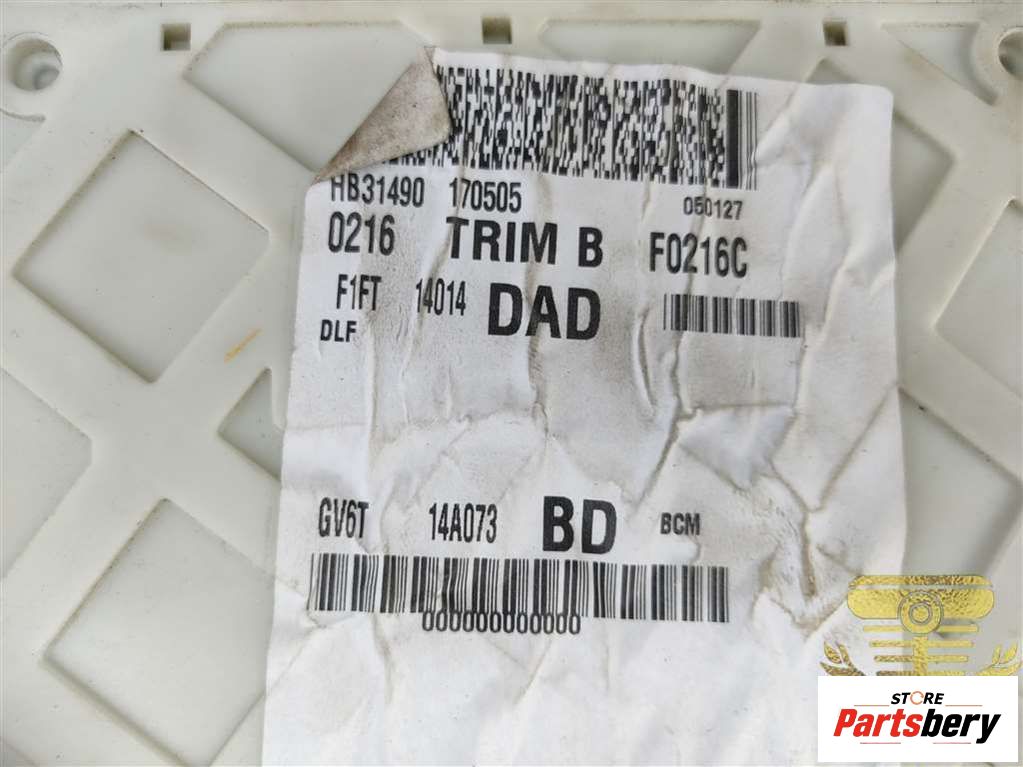 HB31490 170505 050127
0216 TRIM B F0216C
F1FT 14014 DAD
DLF
GV6T 14A073 BD BCM
000000000000
STORE
Partsbery